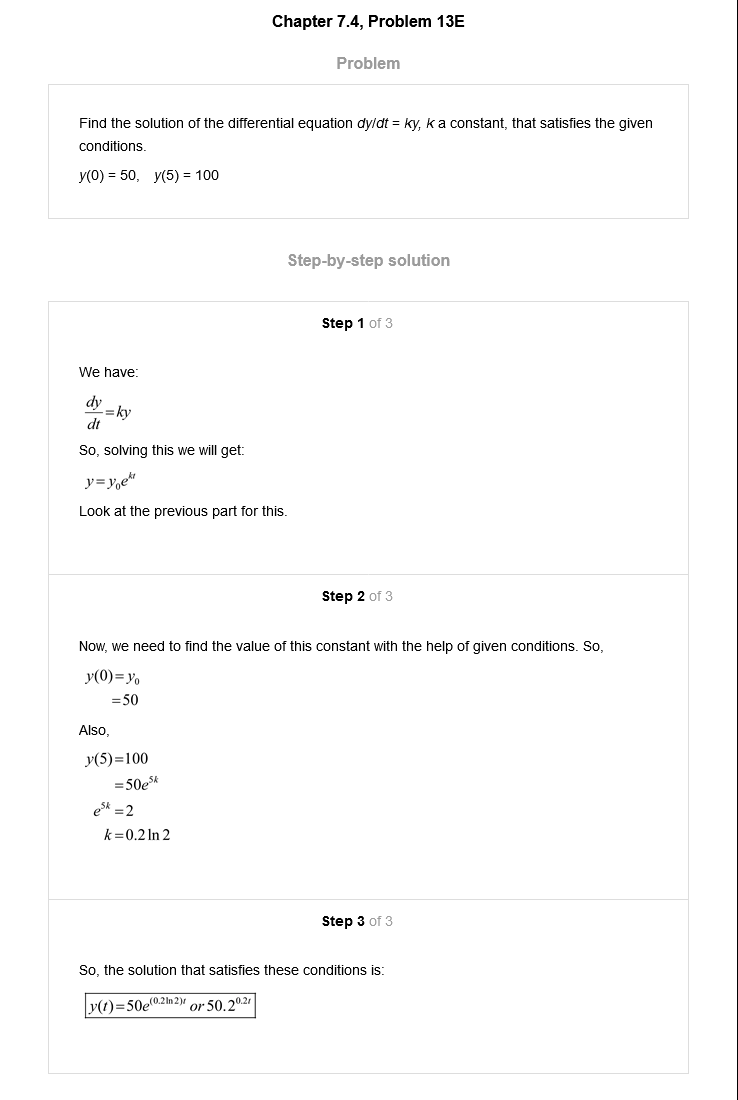 Chapter 7.4, Problem 13E
Problem
Find the solution of the differential equation dy/dt = ky, k a constant, that satisfies the given
conditions.
y(0) = 50, y(5) = 100
Step-by-step solution
Step 1 of 3
We have:
dy/dt = ky
So, solving this we will get:
y = y₀e^{kt}
Look at the previous part for this.
Step 2 of 3
Now, we need to find the value of this constant with the help of given conditions. So,
y(0) = y₀
= 50
Also,
y(5) = 100
= 50e^{5k}
e^{5k} = 2
k = 0.2 ln 2
Step 3 of 3
So, the solution that satisfies these conditions is:
y(t) = 50e^{(0.2 ln 2)t} or 50.2^{0.2t}